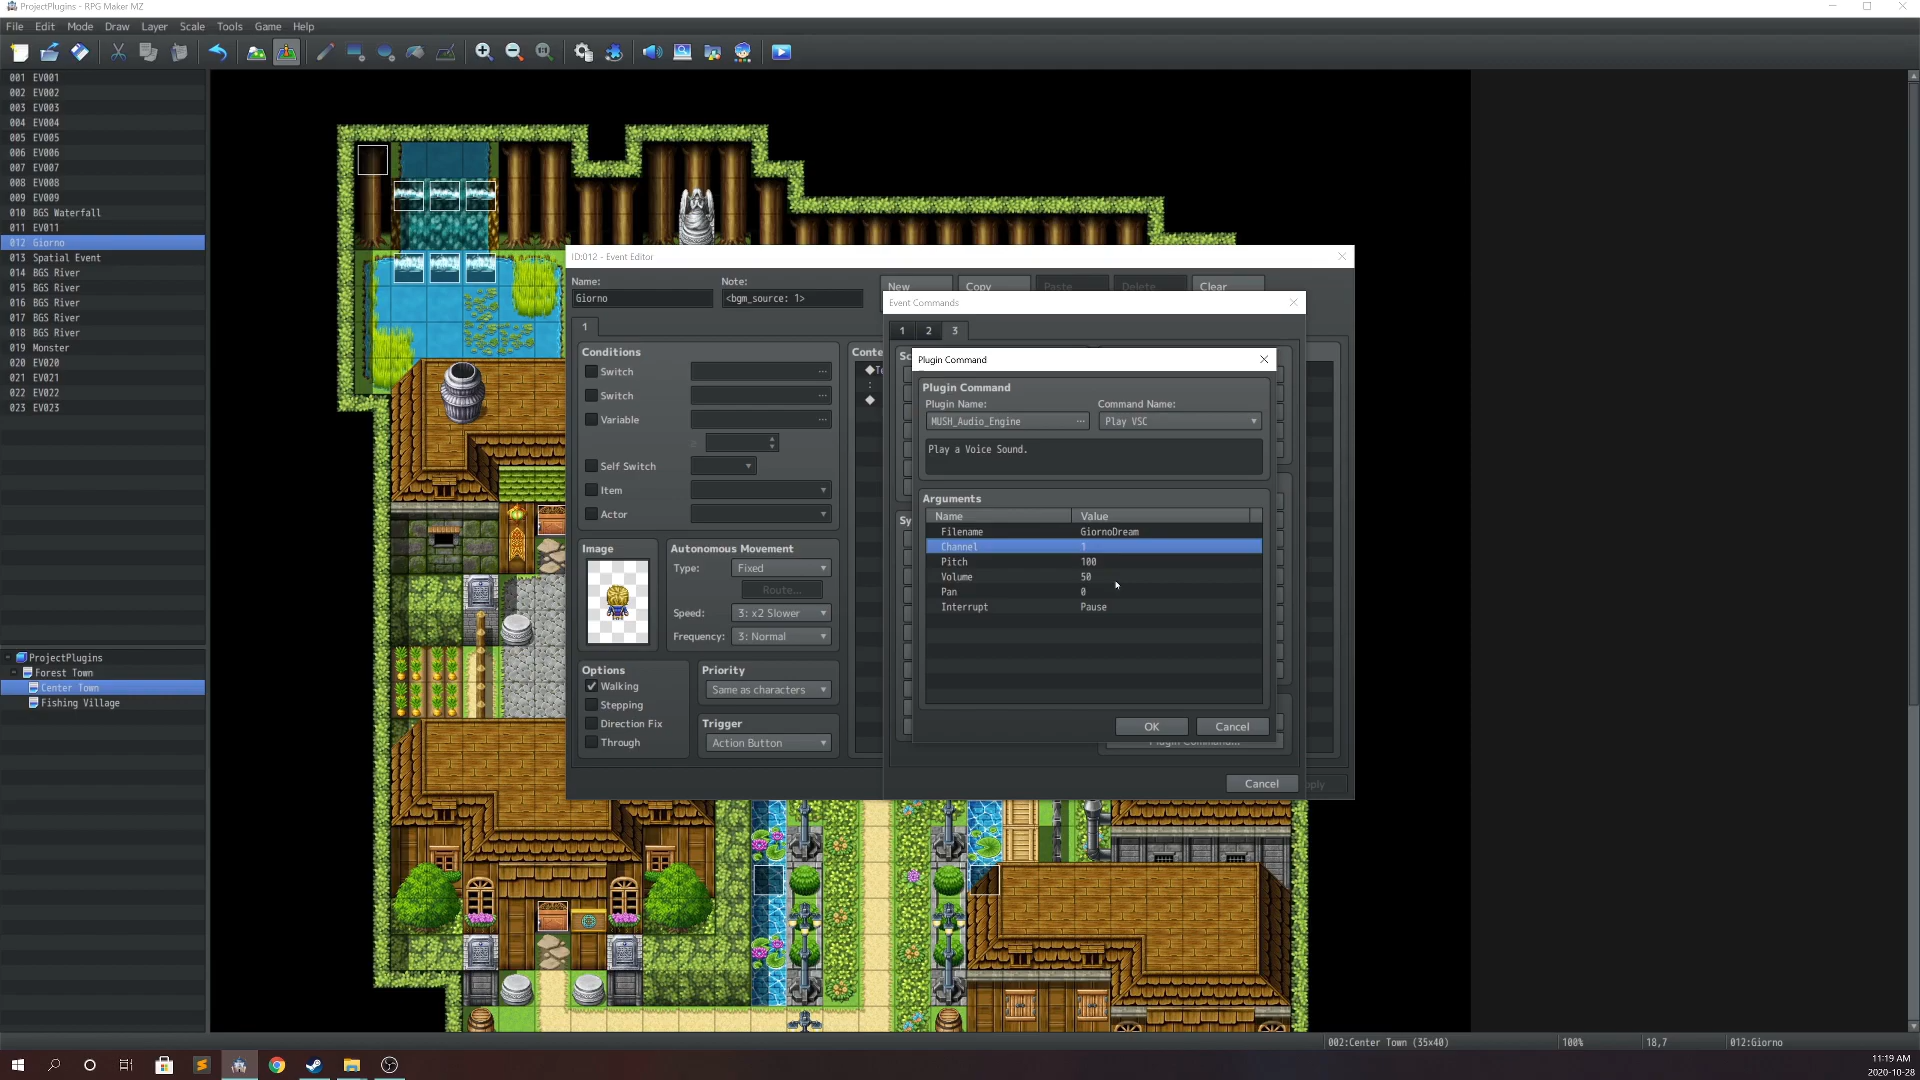 ProjectPlugins - RPG Maker MZ
File Edit Mode Draw Layer Scale Tools Game Help
001 EV001
002 EV002
003 EV003
004 EV004
005 EV005
006 EV006
007 EV007
008 EV008
009 EV009
010 BGS Waterfall
011 EV011
012 Giorno
013 Spatial Event
014 BGS River
015 BGS River
016 BGS River
017 BGS River
018 BGS River
019 Monster
020 EV020
021 EV021
022 EV022
023 EV023
ProjectPlugins
Forest Town
Center Town
Fishing Village
ID:012 - Event Editor
Name: Note:
Giorno <bgm_source: 1>
New Copy Paste Delete Clear
1
Conditions
Switch
Switch
Variable
≥
Self Switch
Item
Actor
Image
Autonomous Movement
Type: Fixed
Route...
Speed: 3: x2 Slower
Frequency: 3: Normal
Options
Walking
Stepping
Direction Fix
Through
Priority
Same as characters
Trigger
Action Button
Conte
Event Commands
1 2 3
Sc
Sy
Plugin Command
Plugin Command
Plugin Name: Command Name:
MUSH_Audio_Engine ... Play VSC
Play a Voice Sound.
Arguments
Name Value
Filename GiornoDream
Channel 1
Pitch 100
Volume 50
Pan 0
Interrupt Pause
OK Cancel
Plugin Command...
Cancel
002:Center Town (35x40) 100% 18,7 012:Giorno
11:19 AM
2020-10-28